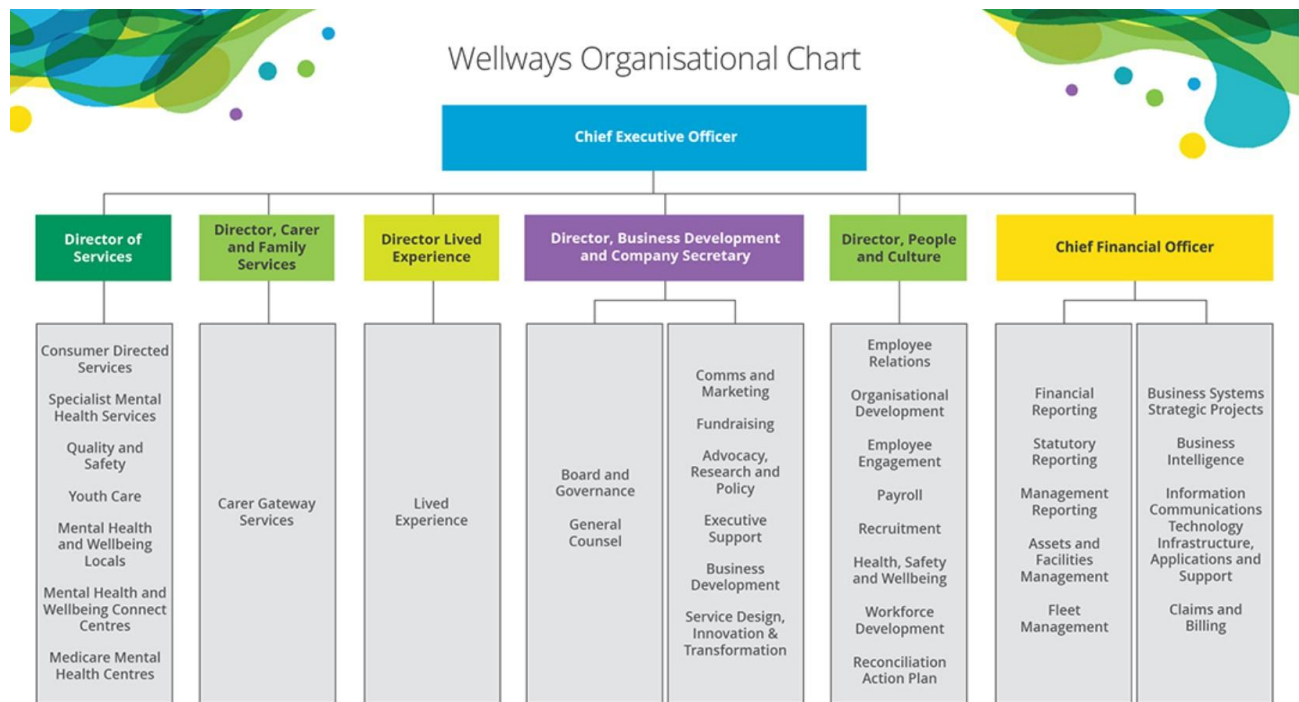 Wellways Organisational Chart
Chief Executive Officer
Director of
Services
Director, Carer
and Family
Services
Director Lived
Experience
Director, Business Development
and Company Secretary
Director, People
and Culture
Chief Financial Officer
Consumer Directed
Services
Specialist Mental
Health Services
Quality and
Safety
Youth Care
Mental Health
and Wellbeing
Locals
Mental Health and
Wellbeing Connect
Centres
Medicare Mental
Health Centres
Carer Gateway
Services
Lived
Experience
Board and
Governance
General
Counsel
Comms and
Marketing
Fundraising
Advocacy,
Research and
Policy
Executive
Support
Business
Development
Service Design,
Innovation &
Transformation
Employee
Relations
Organisational
Development
Employee
Engagement
Payroll
Recruitment
Health, Safety
and Wellbeing
Workforce
Development
Reconciliation
Action Plan
Financial
Reporting
Statutory
Reporting
Management
Reporting
Assets and
Facilities
Management
Fleet
Management
Business Systems
Strategic Projects
Business
Intelligence
Information
Communications
Technology
Infrastructure,
Applications and
Support
Claims and
Billing